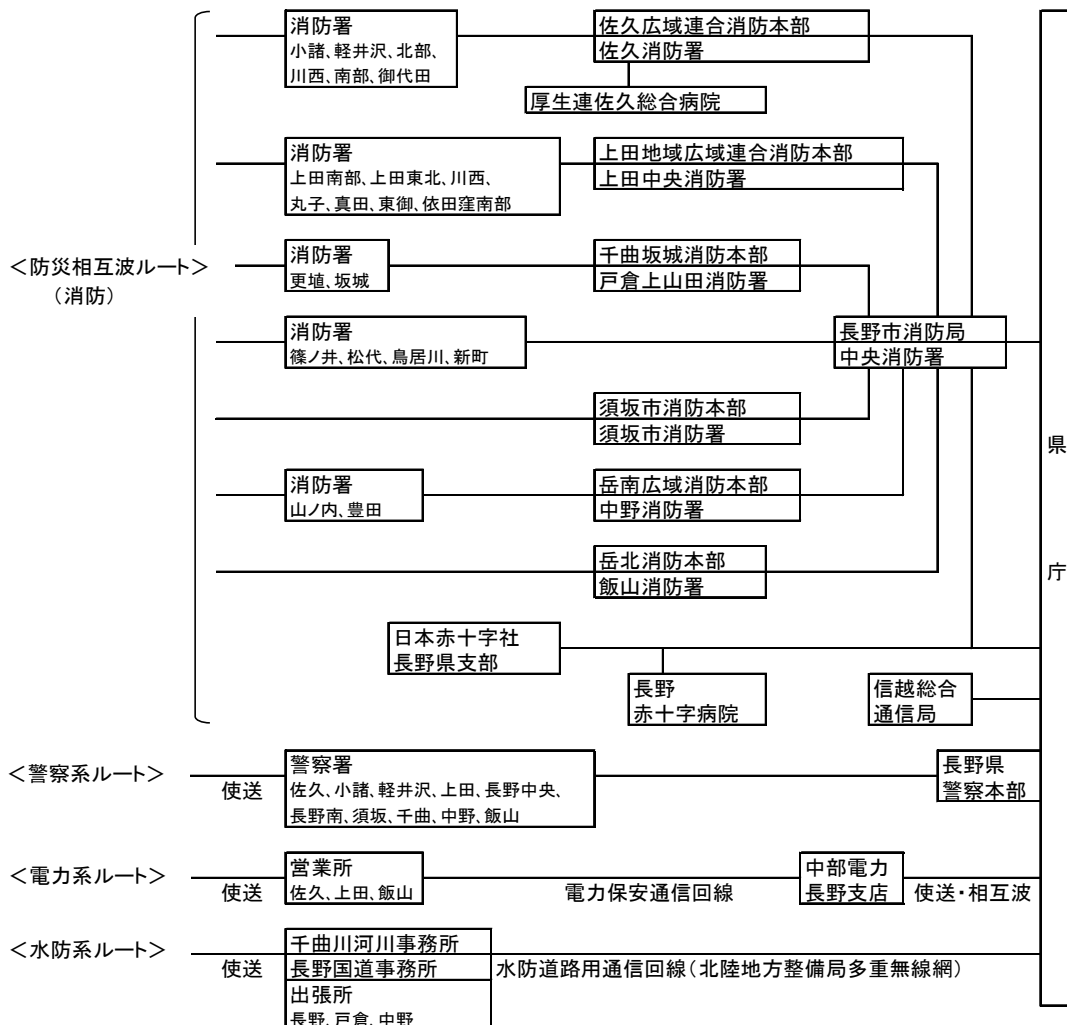 消防署
小諸、軽井沢、北部、
川西、南部、御代田
佐久広域連合消防本部
佐久消防署
厚生連佐久総合病院
消防署
上田南部、上田東北、川西、
丸子、真田、東御、依田窪南部
上田地域広域連合消防本部
上田中央消防署
＜防災相互波ルート＞
（消防）
消防署
更埴、坂城
千曲坂城消防本部
戸倉上山田消防署
消防署
篠ノ井、松代、鳥居川、新町
長野市消防局
中央消防署
須坂市消防本部
須坂市消防署
県
庁
消防署
山ノ内、豊田
岳南広域消防本部
中野消防署
岳北消防本部
飯山消防署
日本赤十字社
長野県支部
長野
赤十字病院
信越総合
通信局
＜警察系ルート＞
使送
警察署
佐久、小諸、軽井沢、上田、長野中央、
長野南、須坂、千曲、中野、飯山
長野県
警察本部
＜電力系ルート＞
使送
営業所
佐久、上田、飯山
電力保安通信回線
中部電力
長野支店
使送・相互波
＜水防系ルート＞
使送
千曲川河川事務所
長野国道事務所
水防道路用通信回線（北陸地方整備局多重無線網）
出張所
長野、戸倉、中野